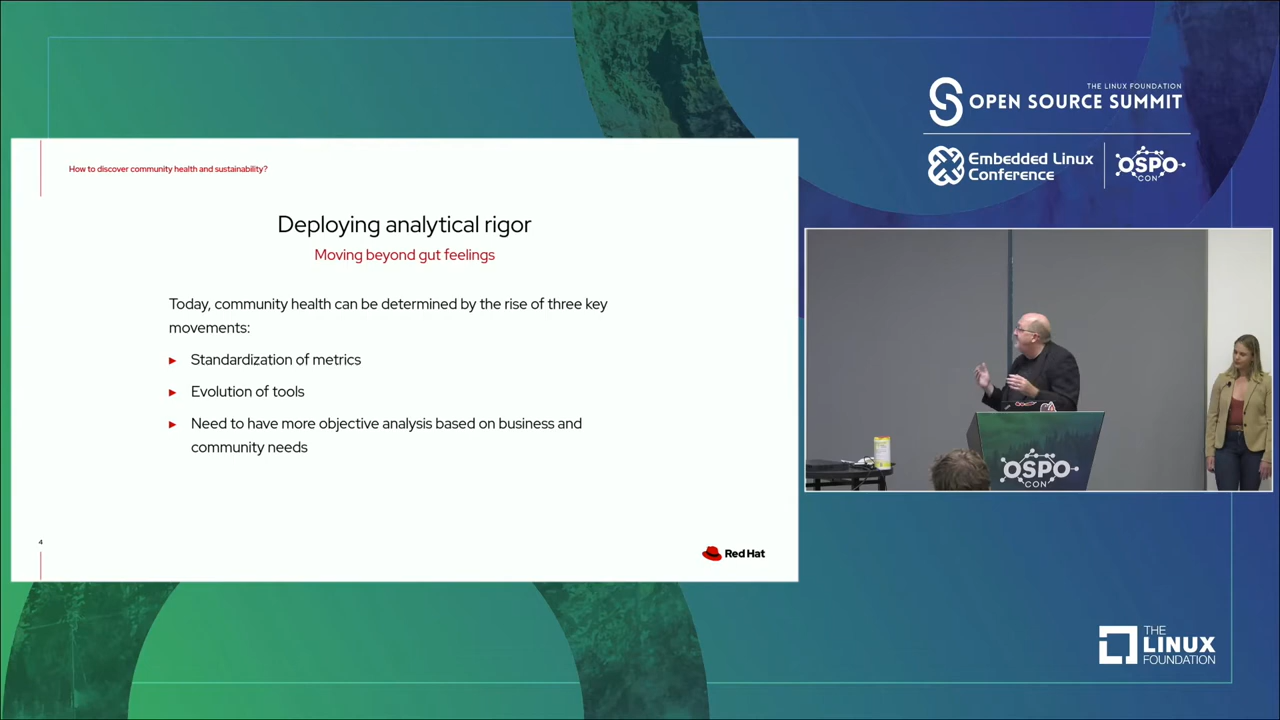 THE LINUX FOUNDATION
OPEN SOURCE SUMMIT
Embedded Linux
Conference
OSPO
CON
How to discover community health and sustainability?
Deploying analytical rigor
Moving beyond gut feelings
Today, community health can be determined by the rise of three key
movements:
Standardization of metrics
Evolution of tools
Need to have more objective analysis based on business and
community needs
4
Red Hat
OSPO
CON
THE
LINUX
FOUNDATION